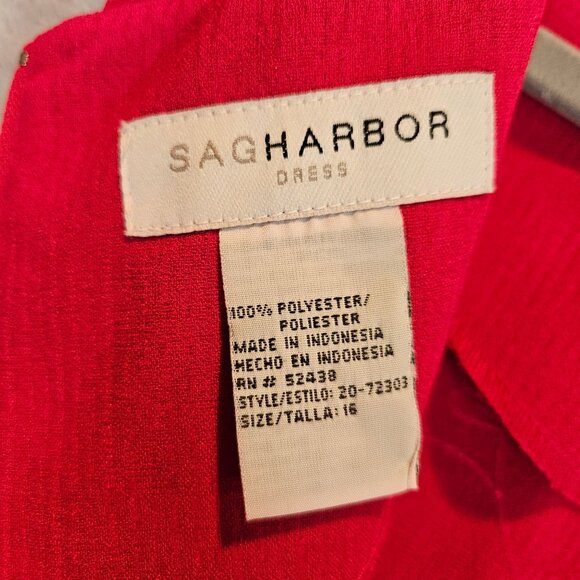 SAGHARBOR
DRESS
100% POLYESTER/
POLIESTER
MADE IN INDONESIA
HECHO EN INDONESIA
RN # 52438
STYLE/ESTILO: 20-72303
SIZE/TALLA: 16